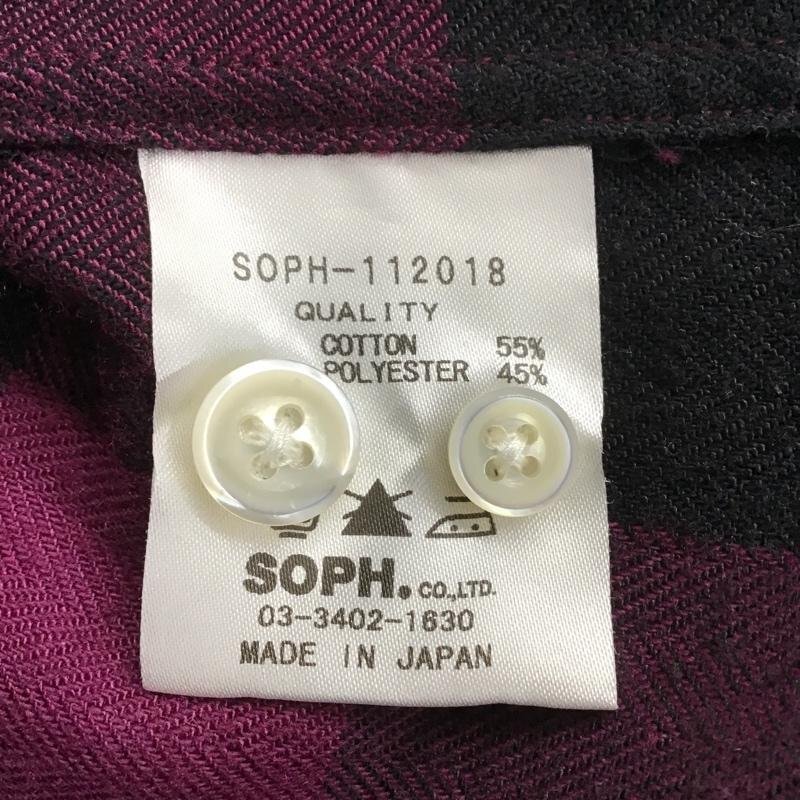 SOPH-112018
QUALITY
COTTON 55%
POLYESTER 45%
SOPH. CO.,LTD.
03-3402-1630
MADE IN JAPAN